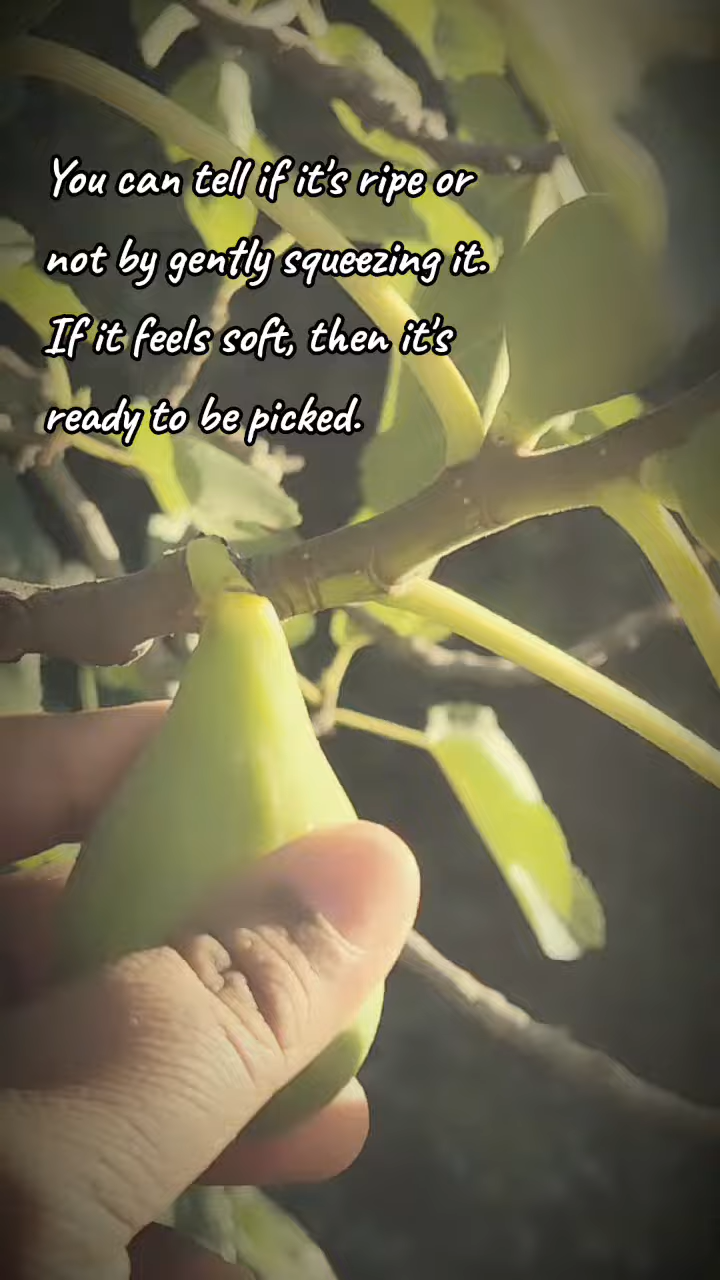 You can tell if it's ripe or
not by gently squeezing it.
If it feels soft, then it's
ready to be picked.